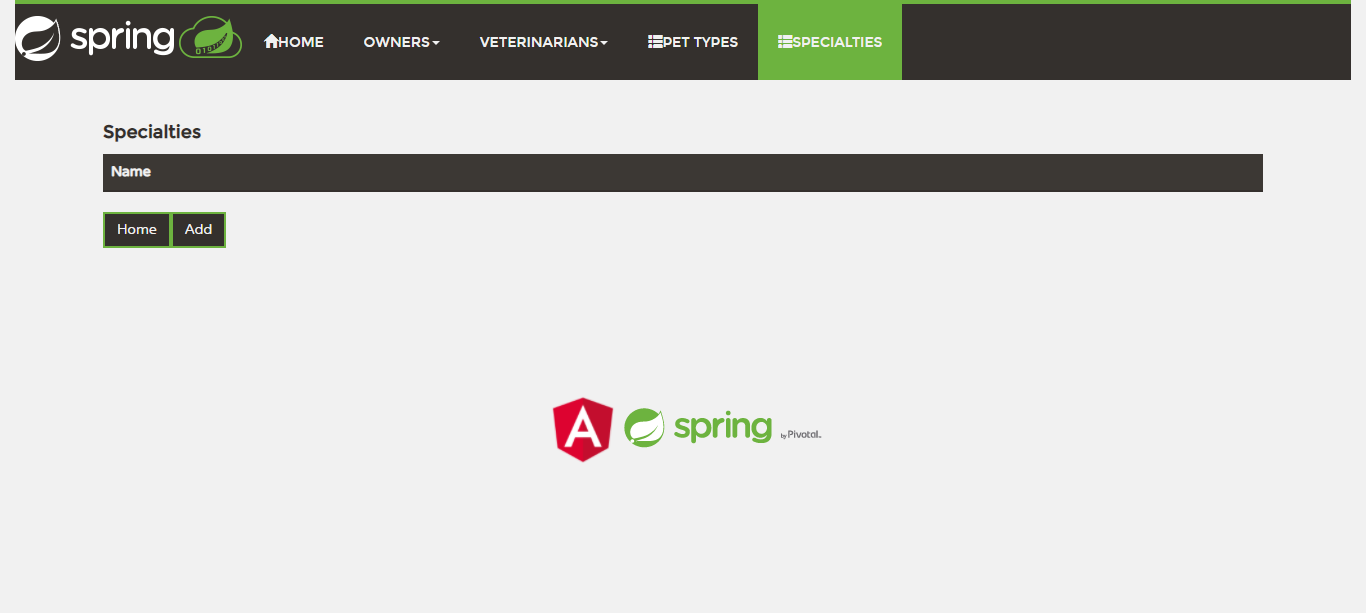 spring HOME OWNERS VETERINARIANS PET TYPES SPECIALTIES
Specialties
Name
Home Add
spring by Pivotal.